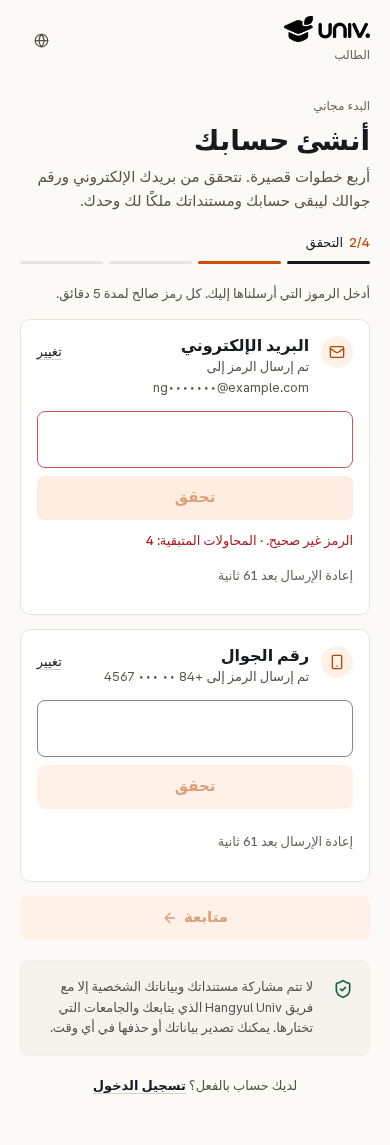 UNIV.
الطالب
البدء مجاني
أنشئ حسابك
أربع خطوات قصيرة. نتحقق من بريدك الإلكتروني ورقم
جوالك ليبقى حسابك ومستنداتك ملكًا لك وحدك.
2/4 التحقق
أدخل الرموز التي أرسلناها إليك. كل رمز صالح لمدة 5 دقائق.
البريد الإلكتروني
تغيير
تم إرسال الرمز إلى
ng•••••••@example.com
تحقق
الرمز غير صحيح. · المحاولات المتبقية: 4
إعادة الإرسال بعد 61 ثانية
رقم الجوال
تغيير
تم إرسال الرمز إلى +84 •• ••• 4567
تحقق
إعادة الإرسال بعد 61 ثانية
متابعة ←
لا تتم مشاركة مستنداتك وبياناتك الشخصية إلا مع
فريق Hangyul Univ الذي يتابعك والجامعات التي
تختارها. يمكنك تصدير بياناتك أو حذفها في أي وقت.
لديك حساب بالفعل؟ تسجيل الدخول